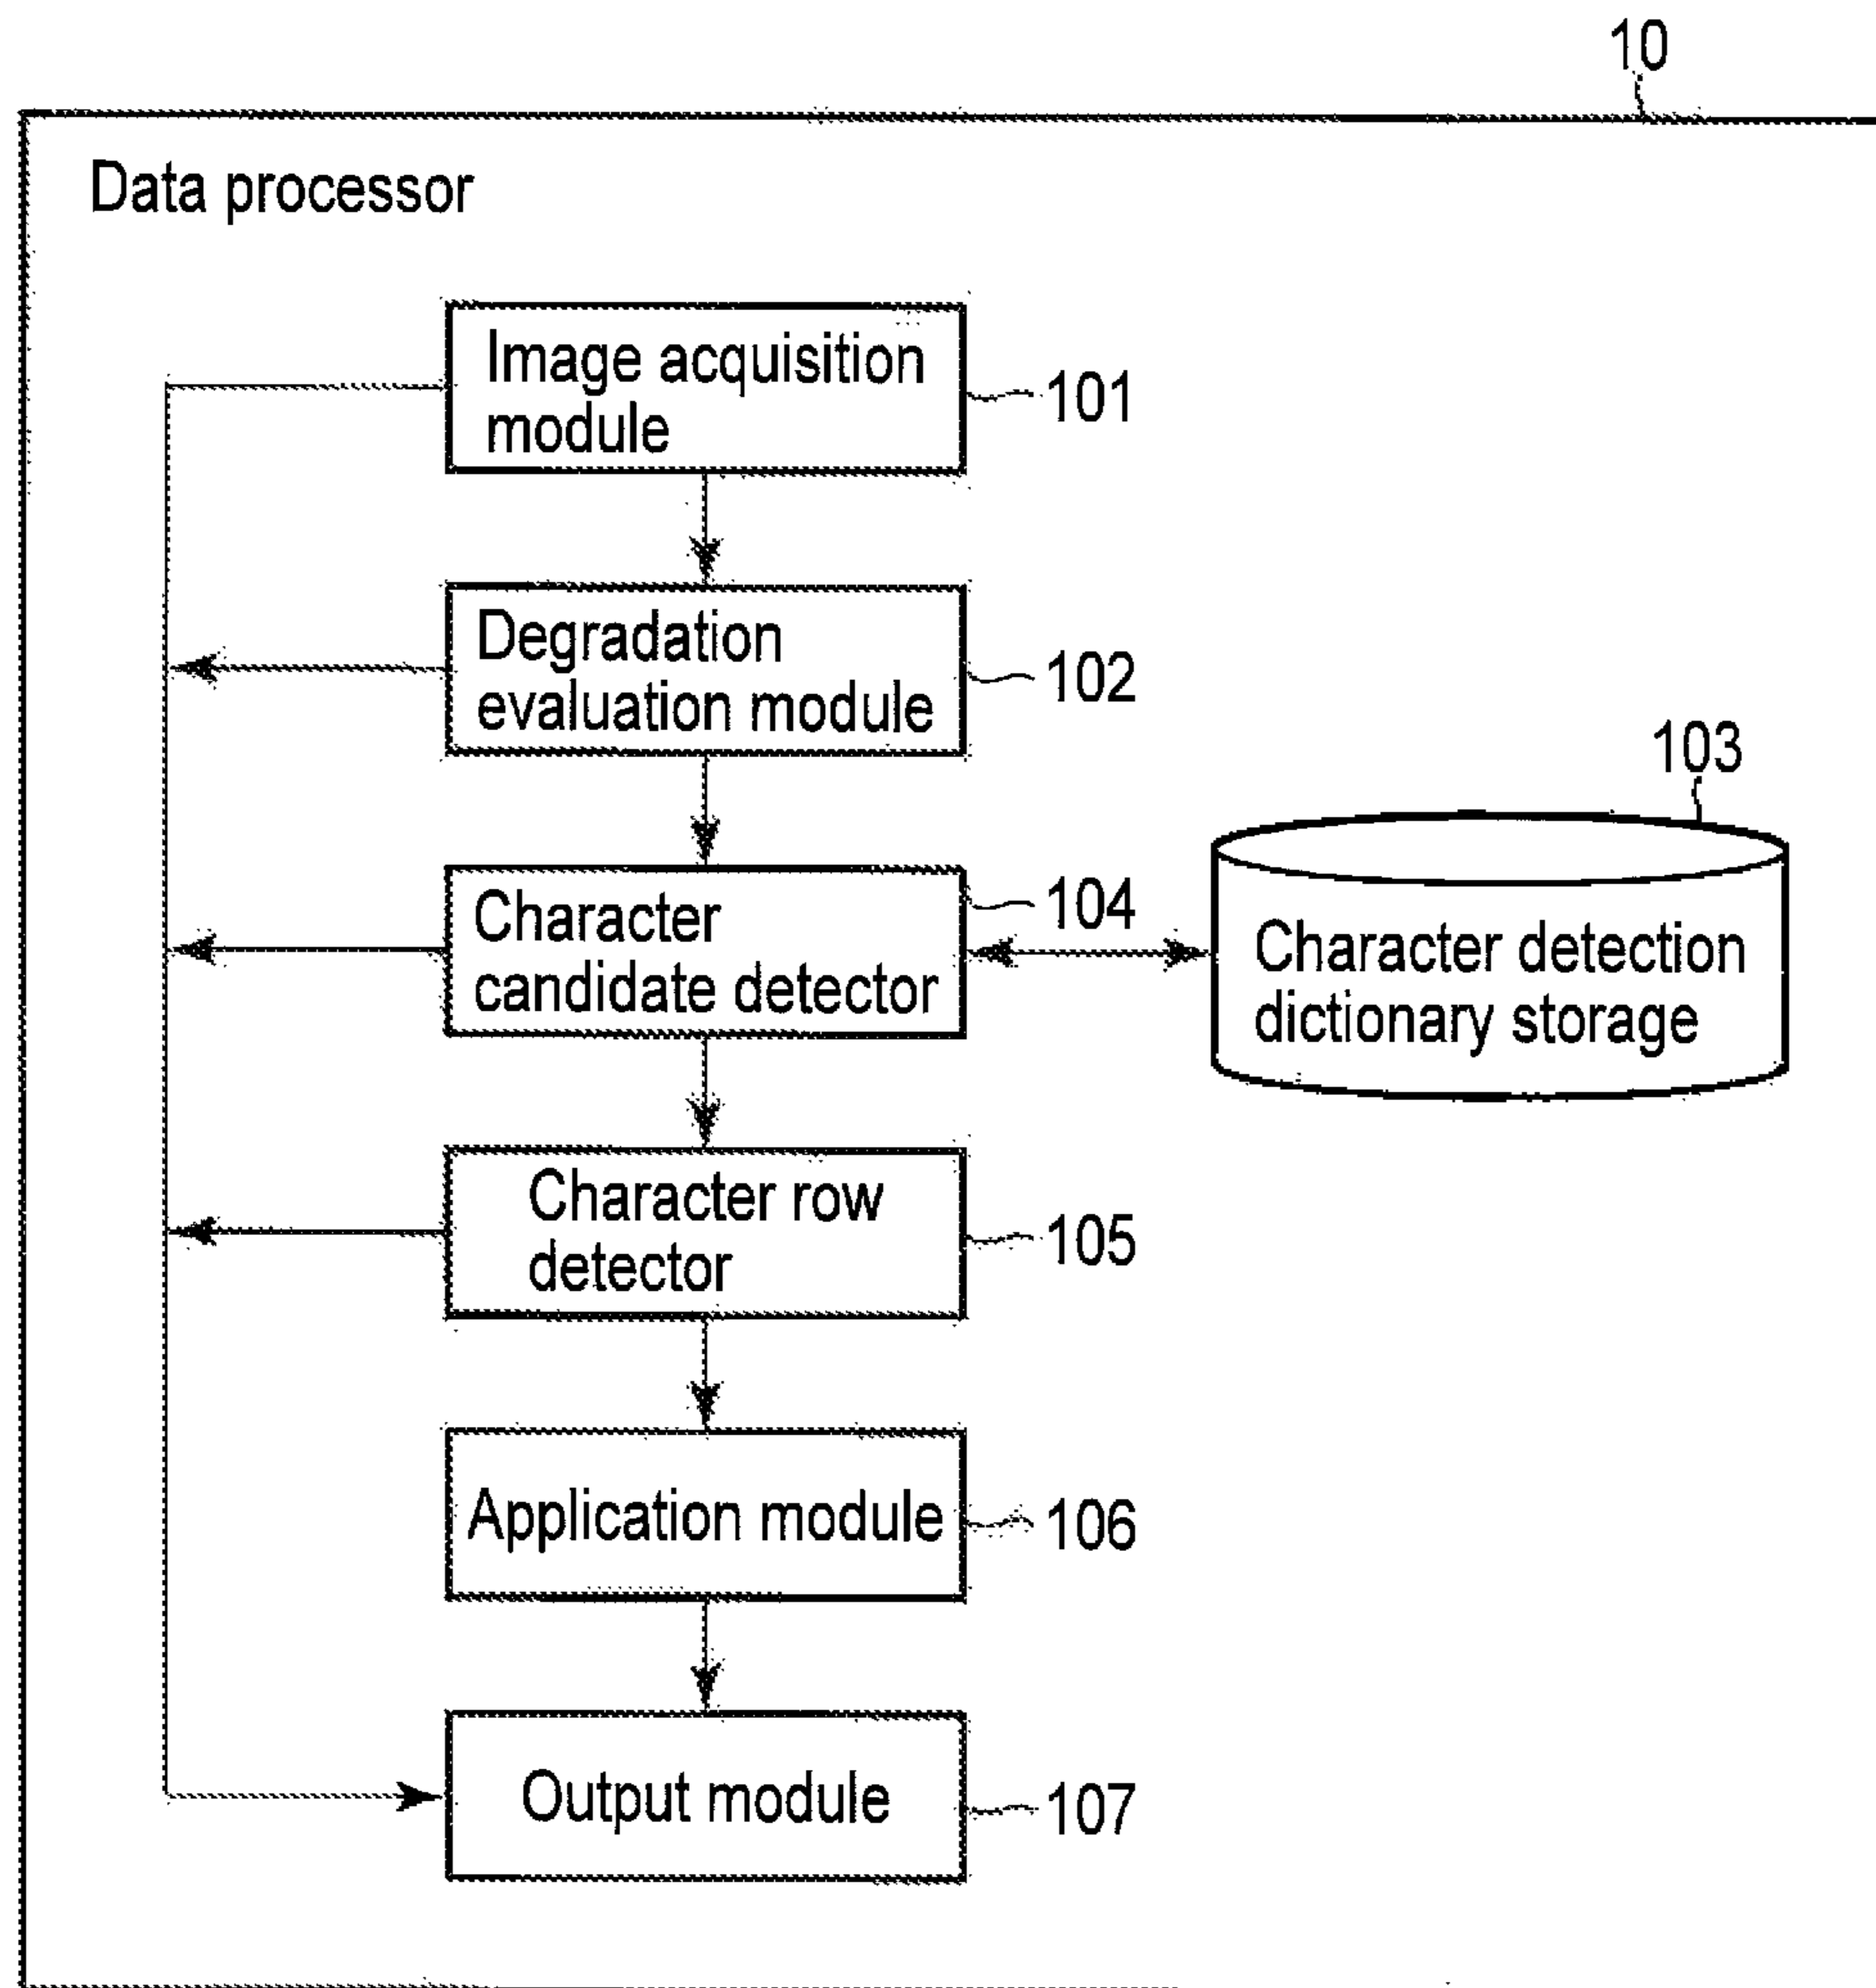 10
Data processor
Image acquisition
module
101
Degradation
evaluation module
102
103
Character
candidate detector
104
Character detection
dictionary storage
Character row
detector
105
Application module
106
Output module
107